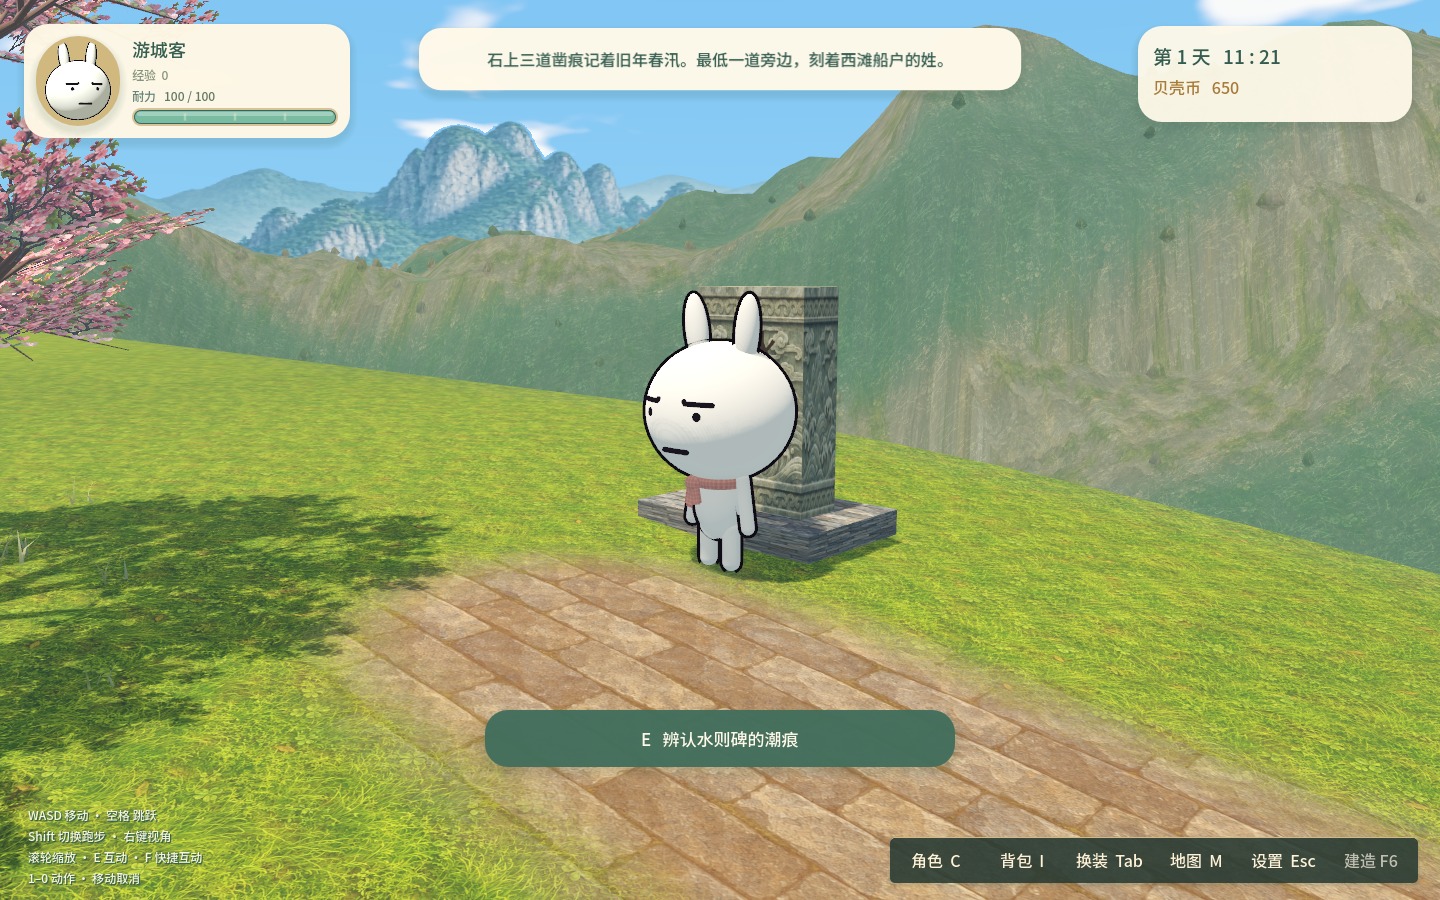 游城客
经验 0
耐力 100 / 100
石上三道凿痕记着旧年春汛。最低一道旁边，刻着西滩船户的姓。
第 1 天 11 : 21
贝壳币 650
E 辨认水则碑的潮痕
WASD 移动 · 空格 跳跃
Shift 切换跑步 · 右键视角
滚轮缩放 · E 互动 · F 快捷互动
1–0 动作 · 移动取消
角色 C 背包 I 换装 Tab 地图 M 设置 Esc 建造 F6